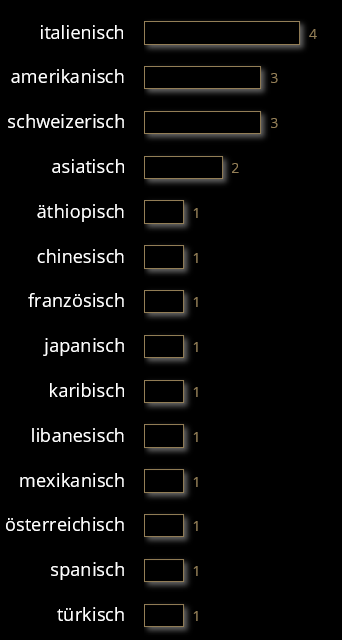 italienisch 4
amerikanisch 3
schweizerisch 3
asiatisch 2
äthiopisch 1
chinesisch 1
französisch 1
japanisch 1
karibisch 1
libanesisch 1
mexikanisch 1
österreichisch 1
spanisch 1
türkisch 1